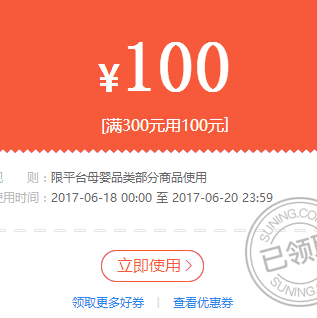 ¥100
[满300元用100元]
则：限平台母婴品类部分商品使用
使用时间：2017-06-18 00:00 至 2017-06-20 23:59
SUNING.COM
已领取
SUNING.COM
立即使用 >
领取更多好券 | 查看优惠券